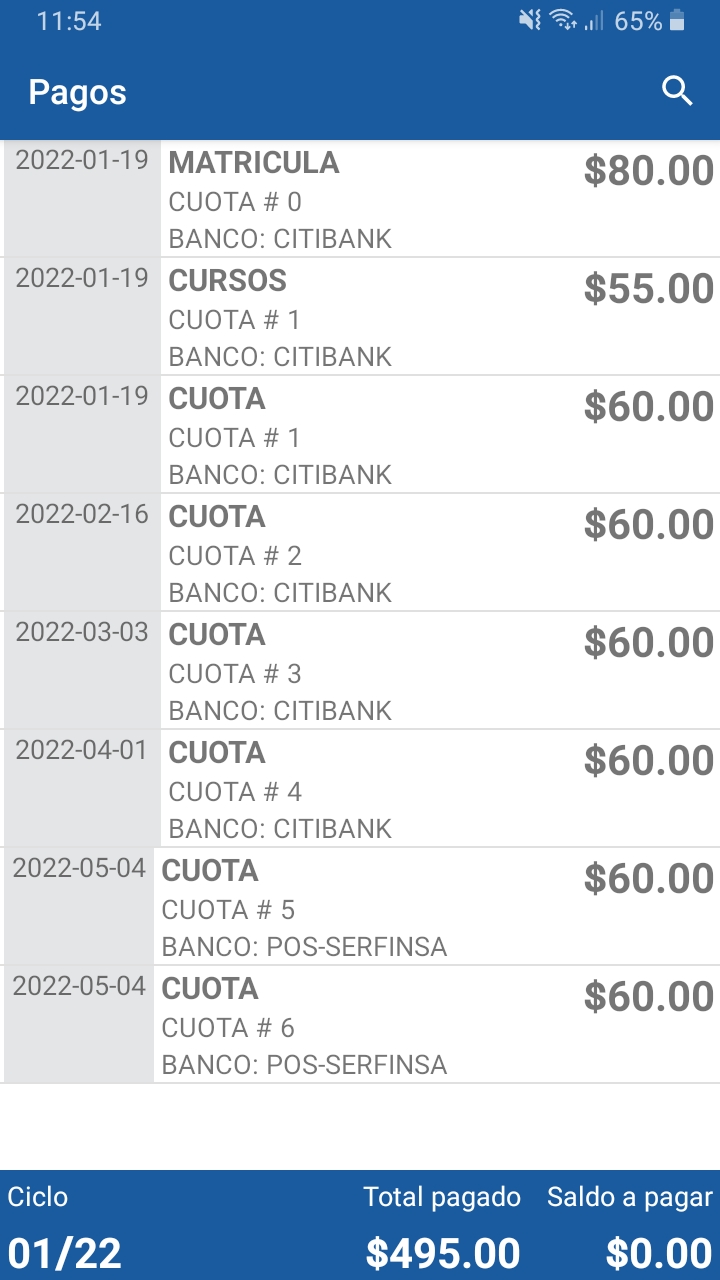 11:54 65%
Pagos
2022-01-19 MATRICULA $80.00
CUOTA # 0
BANCO: CITIBANK
2022-01-19 CURSOS $55.00
CUOTA # 1
BANCO: CITIBANK
2022-01-19 CUOTA $60.00
CUOTA # 1
BANCO: CITIBANK
2022-02-16 CUOTA $60.00
CUOTA # 2
BANCO: CITIBANK
2022-03-03 CUOTA $60.00
CUOTA # 3
BANCO: CITIBANK
2022-04-01 CUOTA $60.00
CUOTA # 4
BANCO: CITIBANK
2022-05-04 CUOTA $60.00
CUOTA # 5
BANCO: POS-SERFINSA
2022-05-04 CUOTA $60.00
CUOTA # 6
BANCO: POS-SERFINSA
Ciclo Total pagado Saldo a pagar
01/22 $495.00 $0.00